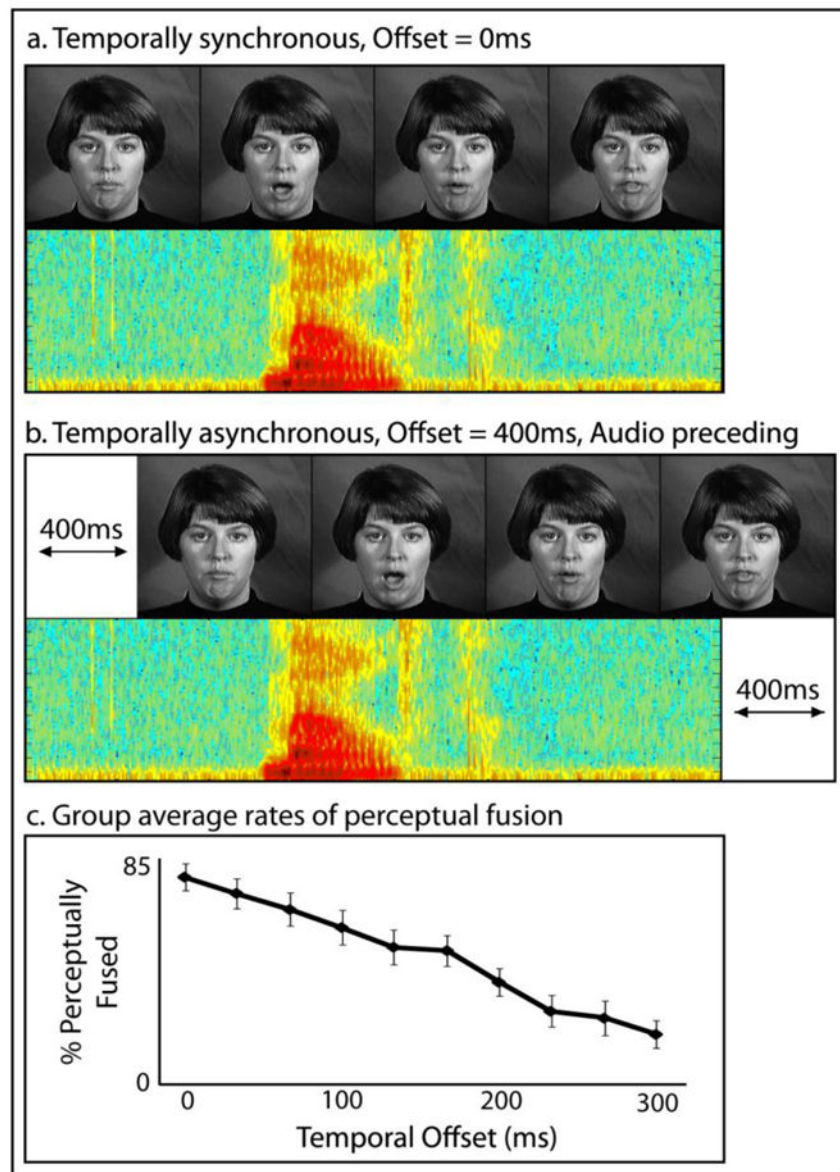 a. Temporally synchronous, Offset = 0ms
b. Temporally asynchronous, Offset = 400ms, Audio preceding
400ms
400ms
c. Group average rates of perceptual fusion
85
% Perceptually
Fused
0
0 100 200 300
Temporal Offset (ms)